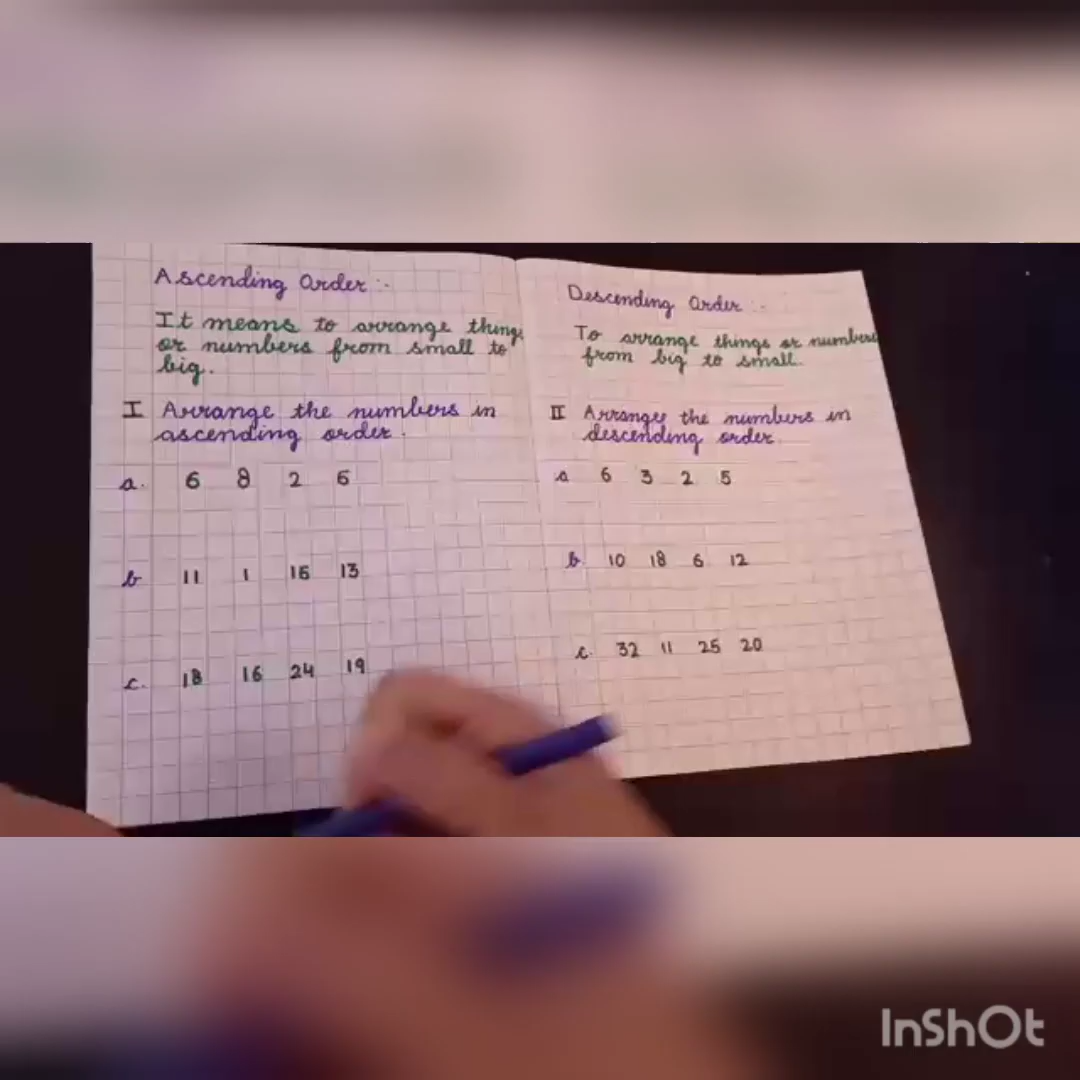 Ascending Order :-
It means to arrange things
or numbers from small to
big.
I Arrange the numbers in
ascending order.
a. 6 8 2 6
b 11 1 16 13
c. 18 16 24 19
Descending Order :-
To arrange things or numbers
from big to small.
II Arranges the numbers in
descending order.
a 6 3 2 5
b. 10 18 6 12
c. 32 11 25 20
InShOt